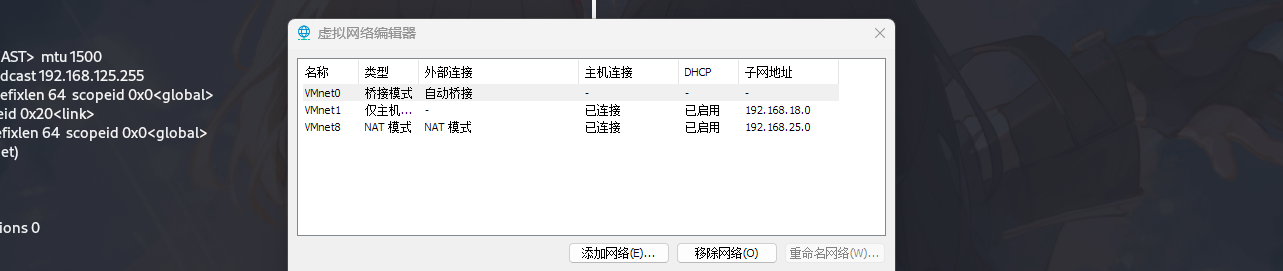 AST> mtu 1500
dcast 192.168.125.255
efixlen 64 scopeid 0x0<global>
eid 0x20<link>
efixlen 64 scopeid 0x0<global>
et)
ions 0
虚拟网络编辑器
名称 类型 外部连接 主机连接 DHCP 子网地址
VMnet0 桥接模式 自动桥接 - - -
VMnet1 仅主机... - 已连接 已启用 192.168.18.0
VMnet8 NAT 模式 NAT 模式 已连接 已启用 192.168.25.0
添加网络(E)... 移除网络(O) 重命名网络(W)...